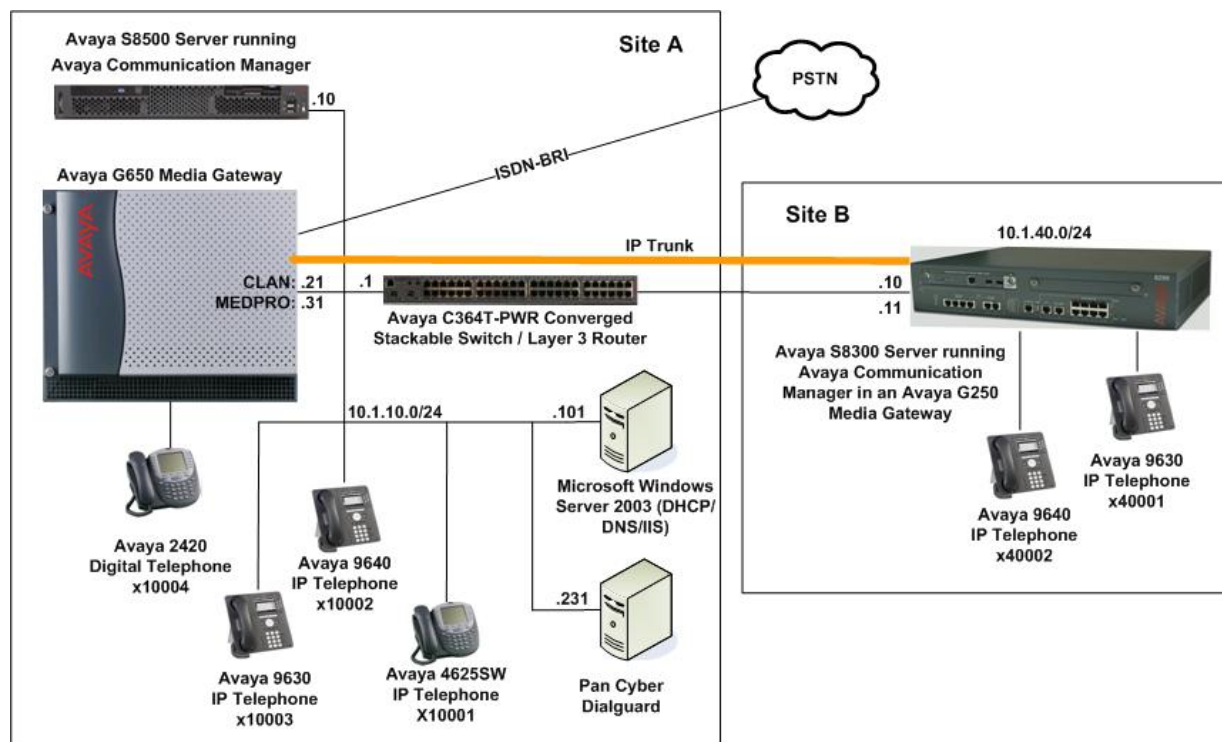 Avaya S8500 Server running
Avaya Communication Manager
.10
Site A
PSTN
ISDN-BRI
Avaya G650 Media Gateway
AVAYA
CLAN: .21
MEDPRO: .31
.1
IP Trunk
Avaya C364T-PWR Converged
Stackable Switch / Layer 3 Router
Site B
10.1.40.0/24
.10
.11
Avaya S8300 Server running
Avaya Communication
Manager in an Avaya G250
Media Gateway
Avaya 9630
IP Telephone
x40001
Avaya 9640
IP Telephone
x40002
10.1.10.0/24
.101
Microsoft Windows
Server 2003 (DHCP/
DNS/IIS)
Avaya 2420
Digital Telephone
x10004
Avaya 9640
IP Telephone
x10002
.231
Avaya 9630
IP Telephone
x10003
Avaya 4625SW
IP Telephone
X10001
Pan Cyber
Dialguard